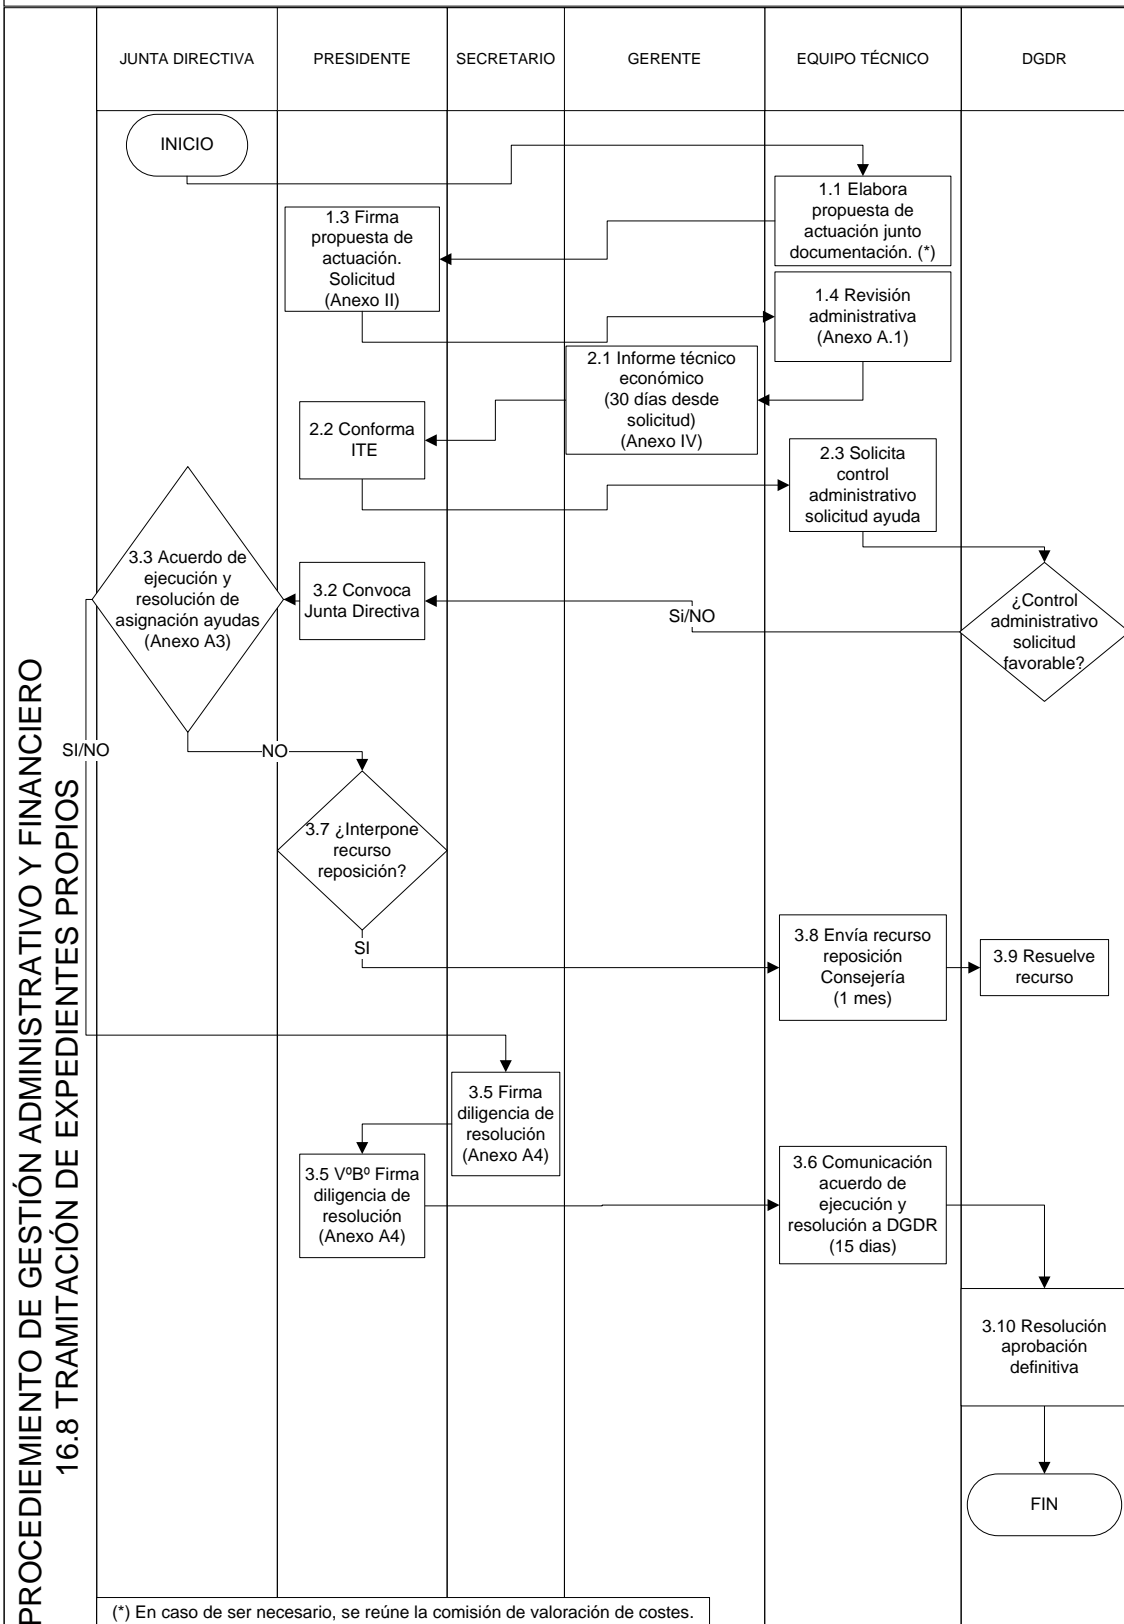 PROCEDIEMIENTO DE GESTIÓN ADMINISTRATIVO Y FINANCIERO
16.8 TRAMITACIÓN DE EXPEDIENTES PROPIOS
JUNTA DIRECTIVA
PRESIDENTE
SECRETARIO
GERENTE
EQUIPO TÉCNICO
DGDR
INICIO
1.1 Elabora
propuesta de
actuación junto
documentación. (*)
1.3 Firma
propuesta de
actuación.
Solicitud
(Anexo II)
1.4 Revisión
administrativa
(Anexo A.1)
2.1 Informe técnico
económico
(30 días desde
solicitud)
(Anexo IV)
2.2 Conforma
ITE
2.3 Solicita
control
administrativo
solicitud ayuda
¿Control
administrativo
solicitud
favorable?
Si/NO
3.2 Convoca
Junta Directiva
3.3 Acuerdo de
ejecución y
resolución de
asignación ayudas
(Anexo A3)
SI/NO
NO
3.7 ¿Interpone
recurso
reposición?
SI
3.8 Envía recurso
reposición
Consejería
(1 mes)
3.9 Resuelve
recurso
3.5 Firma
diligencia de
resolución
(Anexo A4)
3.5 VºBº Firma
diligencia de
resolución
(Anexo A4)
3.6 Comunicación
acuerdo de
ejecución y
resolución a DGDR
(15 dias)
3.10 Resolución
aprobación
definitiva
FIN
(*) En caso de ser necesario, se reúne la comisión de valoración de costes.